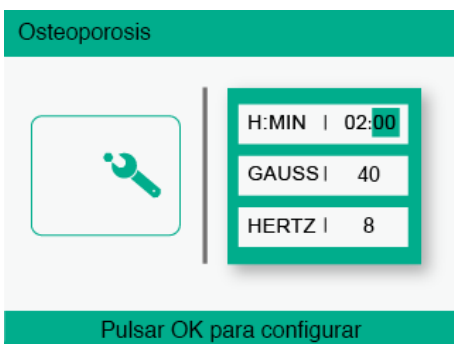 Osteoporosis
H:MIN | 02:00
GAUSS | 40
HERTZ | 8
Pulsar OK para configurar